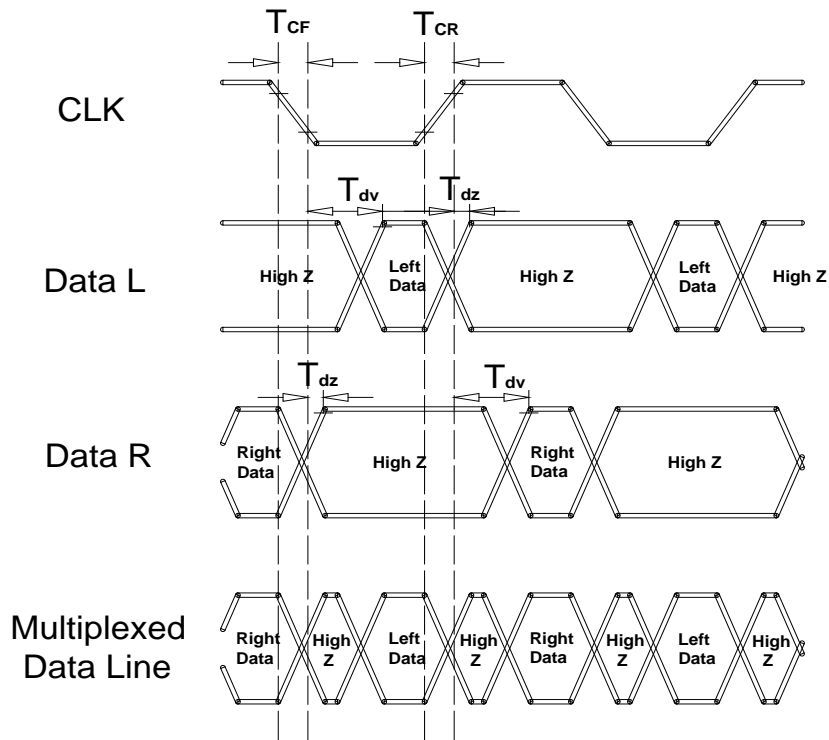 TCF TCR
CLK
Tdv Tdz
Data L
High Z
Left
Data
High Z
Left
Data
High Z
Tdz Tdv
Data R
Right
Data
High Z
Right
Data
High Z
Multiplexed
Data Line
Right
Data
High
Z
Left
Data
High
Z
Right
Data
High
Z
Left
Data
High
Z